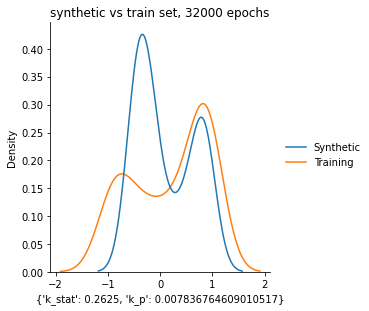 synthetic vs train set, 32000 epochs
0.40
0.35
0.30
0.25
0.20
0.15
0.10
0.05
0.00
Density
−2
−1
0
1
2
{'k_stat': 0.2625, 'k_p': 0.007836764609010517}
Synthetic
Training